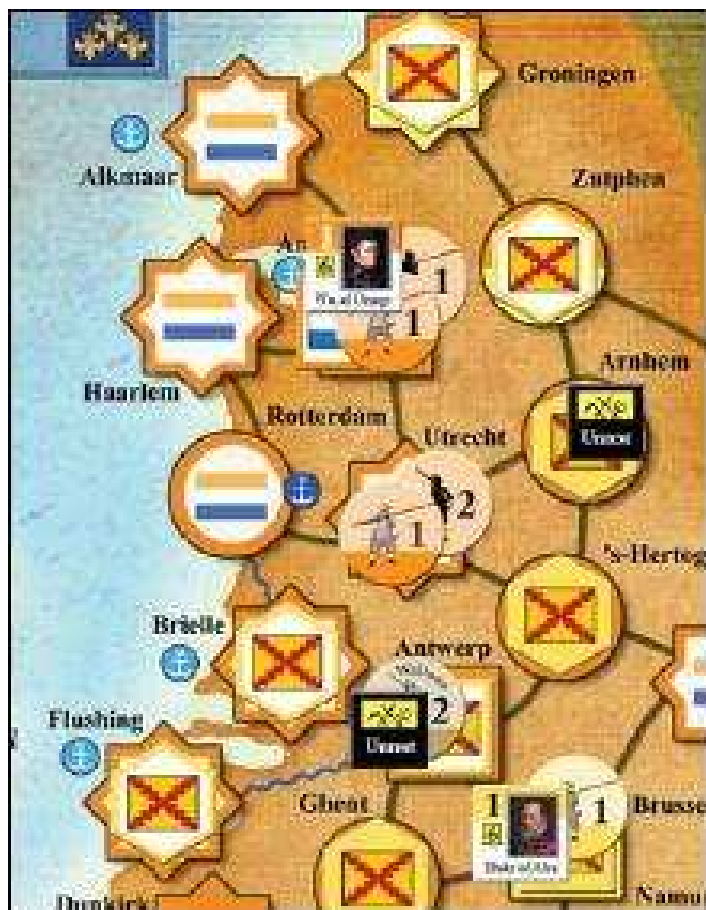 Groningen
Alkmaar
Zutphen
1
1
Haarlem
Arnhem
Rotterdam
Utrecht
Unrest
2
1
's-Hertog
Brielle
Antwerp
2
Unrest
Flushing
Ghent
1
1
Brusse
Duke of Alva
Dunkirk
Namu